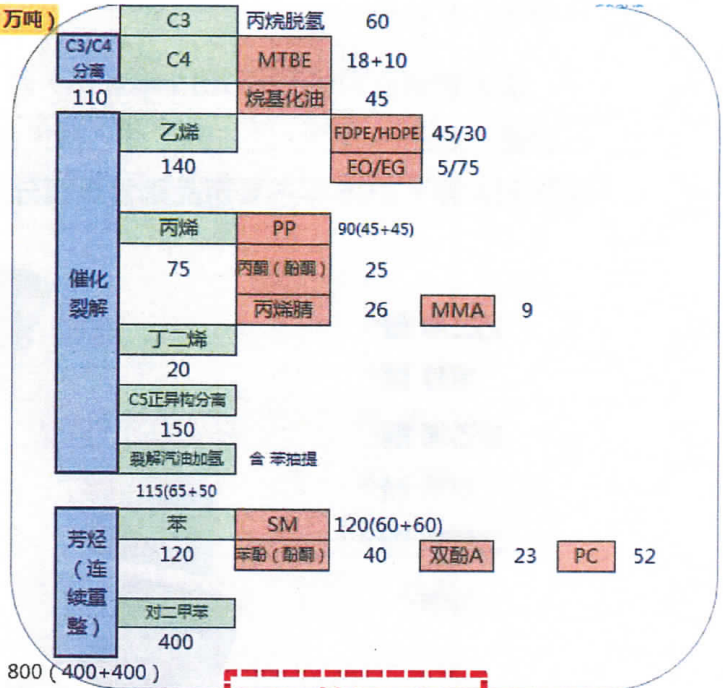 万吨)
C3 丙烷脱氢 60
C3/C4
分离
C4 MTBE 18+10
110 烷基化油 45
乙烯 FDPE/HDPE 45/30
140 EO/EG 5/75
丙烯 PP 90(45+45)
催化
裂解
75 丙酮(酚酮) 25
丙烯腈 26 MMA 9
丁二烯
20
C5正异构分离
150
裂解汽油加氢 含 苯抽提
115(65+50
芳烃
(连
续重
整)
苯 SM 120(60+60)
120 苯酚(酚酮) 40 双酚A 23 PC 52
对二甲苯
400
800(400+400)